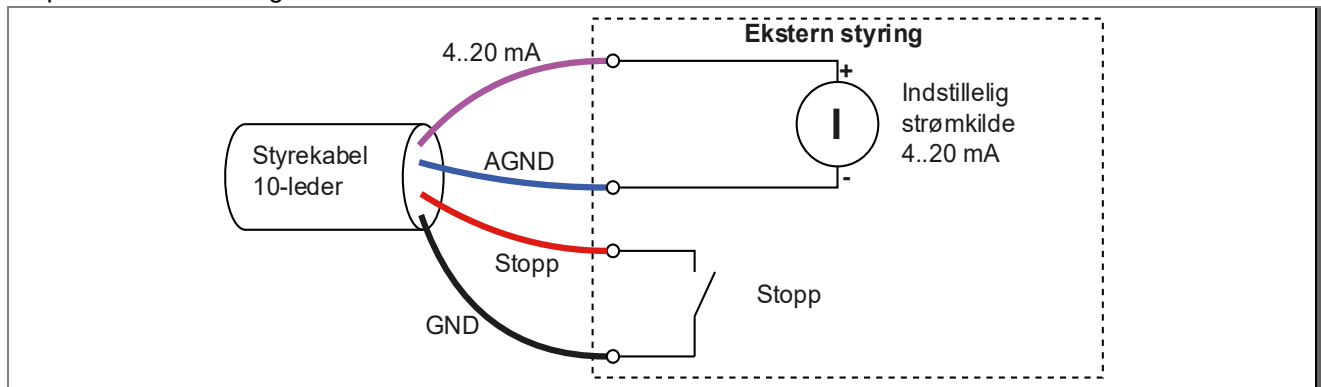 Ekstern styring
4..20 mA
+
I
Indstillelig
strømkilde
4..20 mA
Styrekabel
10-leder
AGND
-
Stopp
Stopp
GND